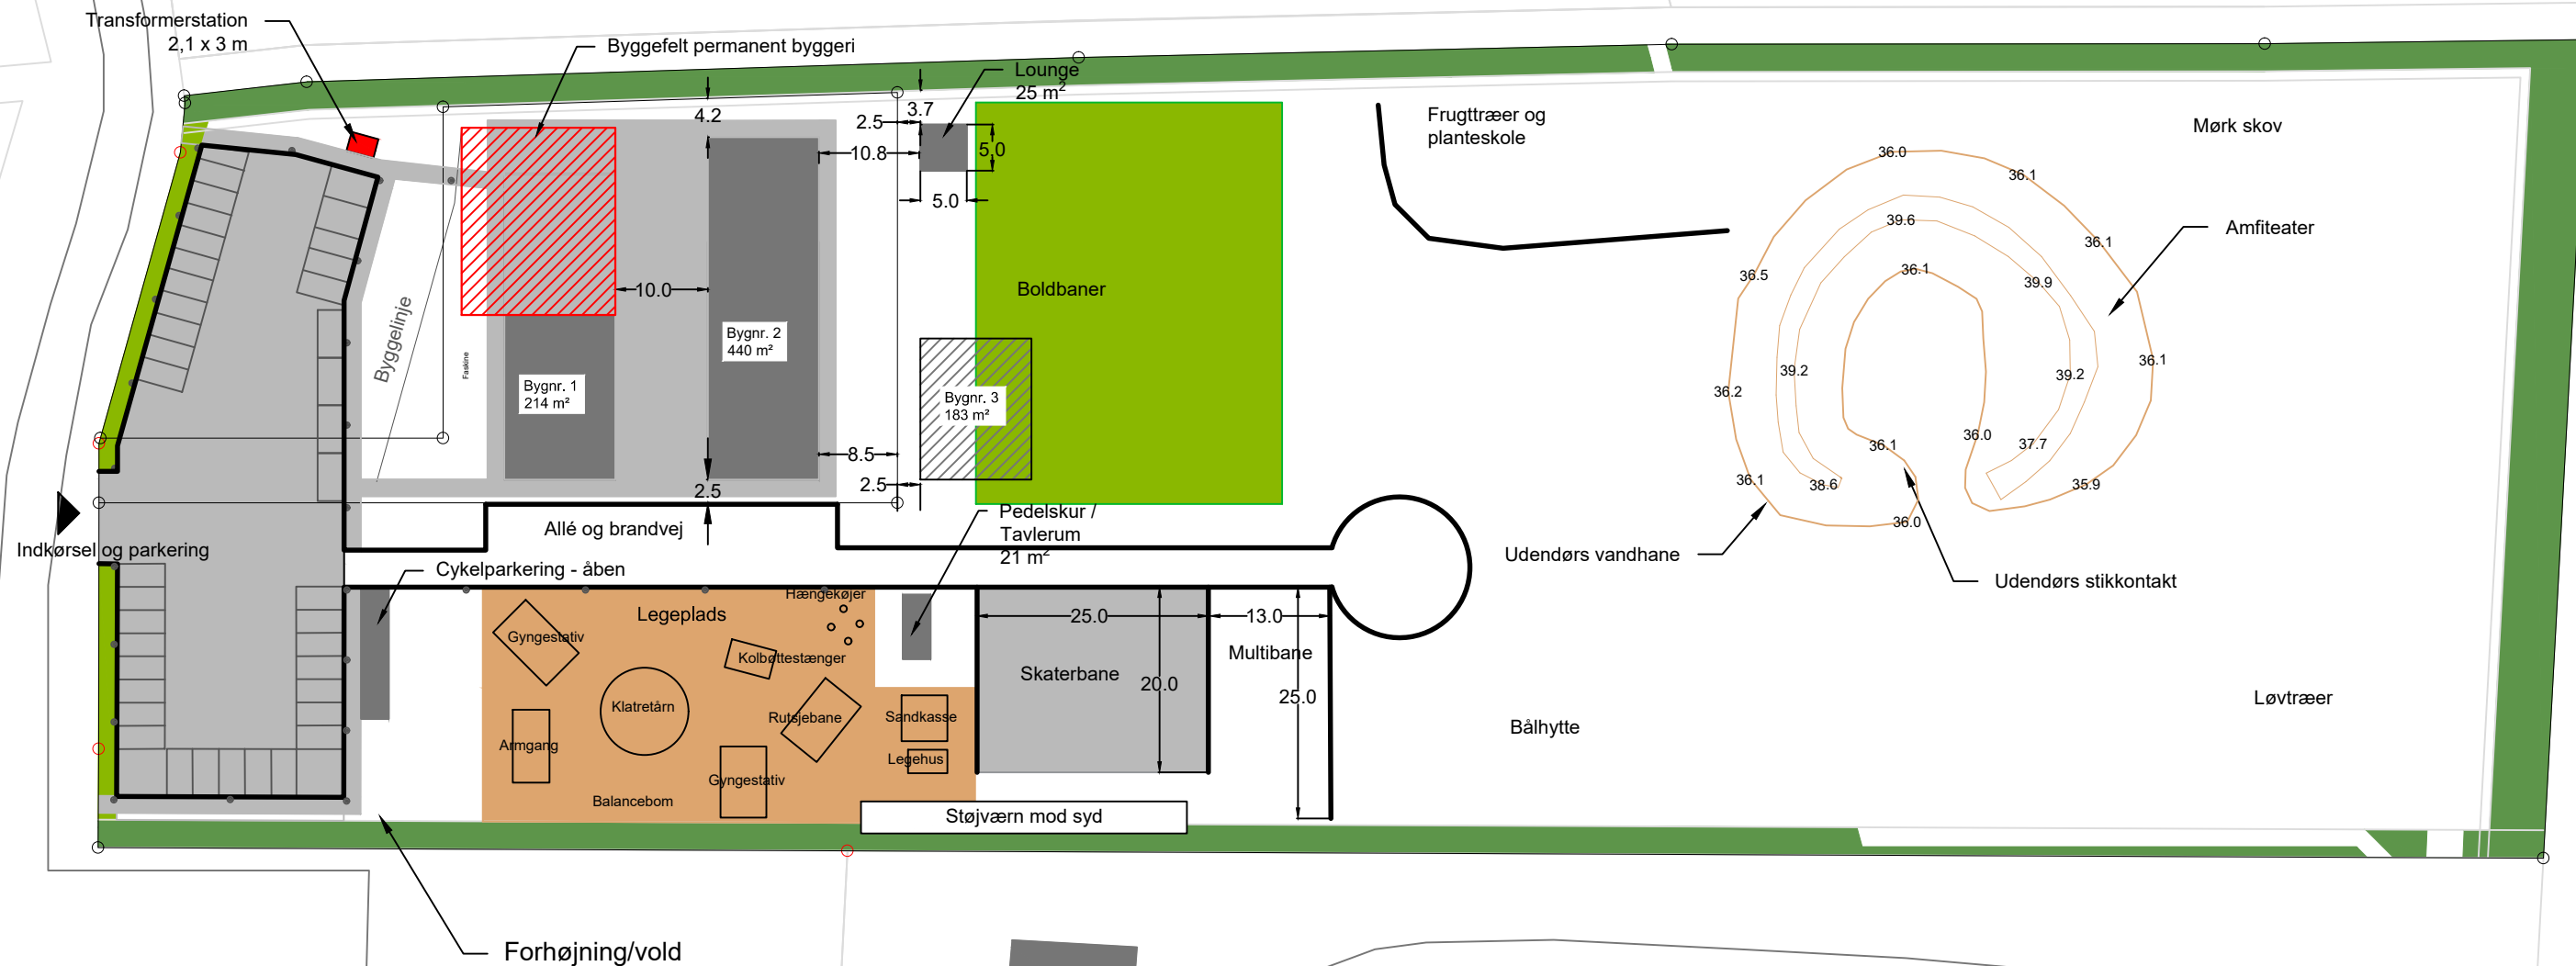 Transformerstation
2,1 x 3 m
Byggefelt permanent byggeri
Lounge
25 m²
4.2
3.7
2.5
10.8
5.0
5.0
10.0
Byggelinje
Faskine
Bygnr. 1
214 m²
Bygnr. 2
440 m²
Bygnr. 3
183 m²
8.5
2.5
2.5
Boldbaner
Frugttræer og
planteskole
Mørk skov
Amfiteater
36.0
36.1
36.1
36.1
35.9
36.0
36.1
36.2
36.5
39.6
39.9
39.2
37.7
36.0
36.1
36.1
39.2
38.6
Udendørs vandhane
Udendørs stikkontakt
Indkørsel og parkering
Allé og brandvej
Cykelparkering - åben
Pedelskur /
Tavlerum
21 m²
Legeplads
Hængekøjer
Gyngestativ
Kolbøttestænger
Klatretårn
Rutsjebane
Sandkasse
Armgang
Gyngestativ
Legehus
Balancebom
25.0
13.0
Skaterbane
20.0
Multibane
25.0
Støjværn mod syd
Bålhytte
Løvtræer
Forhøjning/vold